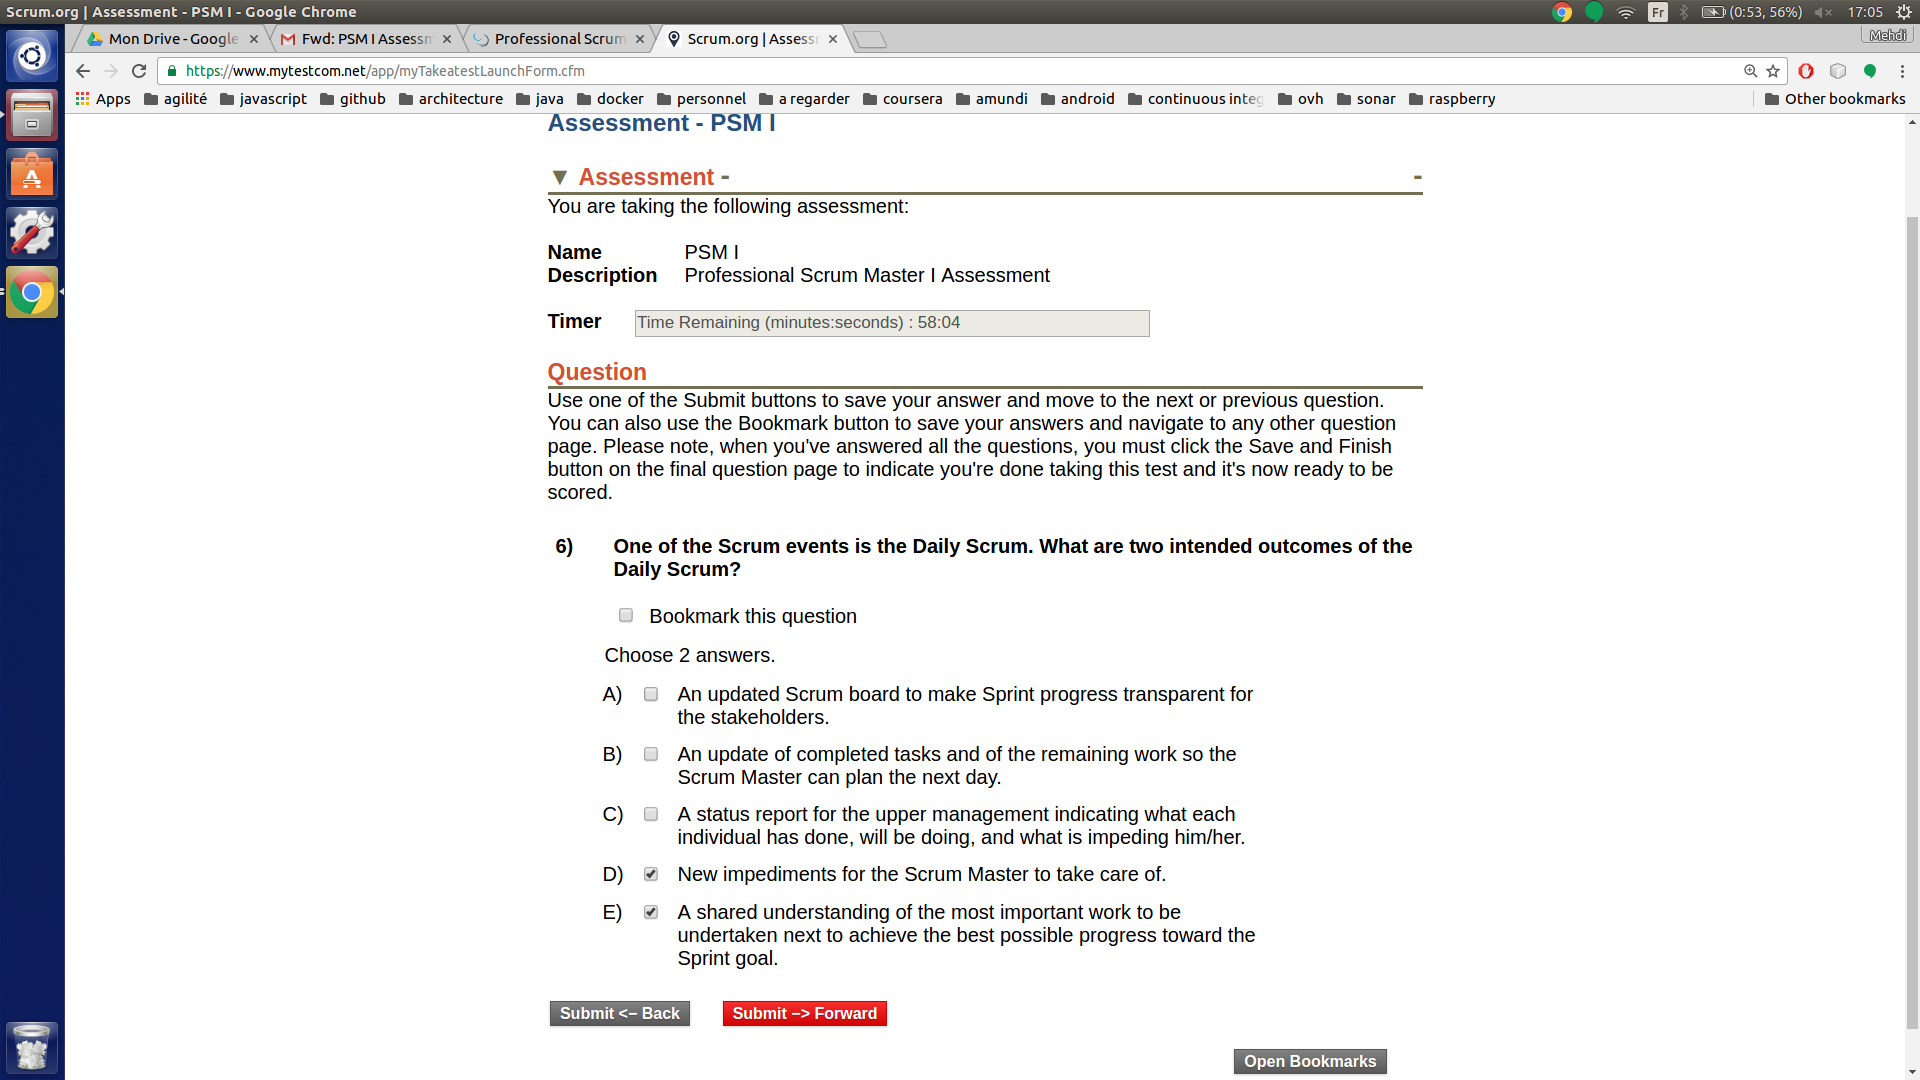 Scrum.org | Assessment - PSM I - Google Chrome
Fr
(0:53, 56%)
17:05
Mon Drive - Google
Fwd: PSM I Assessm
Professional Scrum
Scrum.org | Assess
Mehdi
https://www.mytestcom.net/app/myTakeatestLaunchForm.cfm
Apps
agilité
javascript
github
architecture
java
docker
personnel
a regarder
coursera
amundi
android
continuous integ
ovh
sonar
raspberry
Other bookmarks
Assessment - PSM I
▼ Assessment - -
You are taking the following assessment:
Name PSM I
Description Professional Scrum Master I Assessment
Timer Time Remaining (minutes:seconds) : 58:04
Question
Use one of the Submit buttons to save your answer and move to the next or previous question.
You can also use the Bookmark button to save your answers and navigate to any other question
page. Please note, when you've answered all the questions, you must click the Save and Finish
button on the final question page to indicate you're done taking this test and it's now ready to be
scored.
6) One of the Scrum events is the Daily Scrum. What are two intended outcomes of the
Daily Scrum?
Bookmark this question
Choose 2 answers.
A) An updated Scrum board to make Sprint progress transparent for
the stakeholders.
B) An update of completed tasks and of the remaining work so the
Scrum Master can plan the next day.
C) A status report for the upper management indicating what each
individual has done, will be doing, and what is impeding him/her.
D) New impediments for the Scrum Master to take care of.
E) A shared understanding of the most important work to be
undertaken next to achieve the best possible progress toward the
Sprint goal.
Submit <– Back
Submit –> Forward
Open Bookmarks